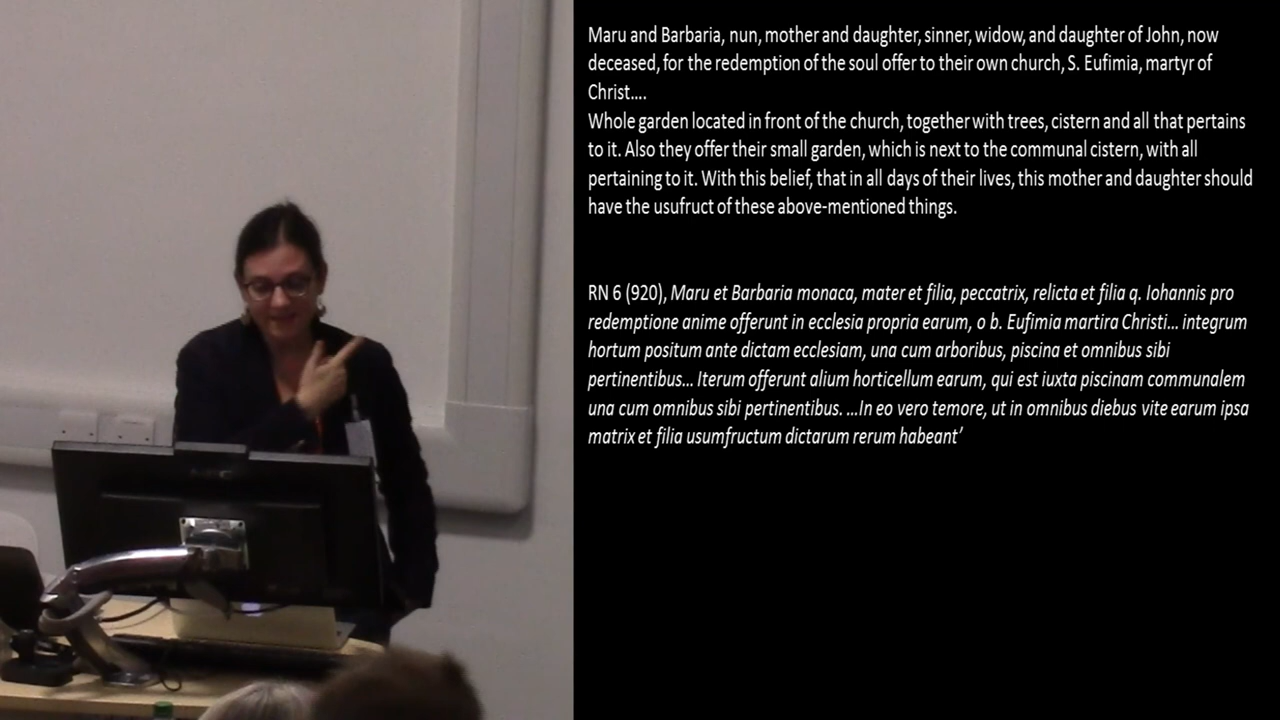 Maru and Barbaria, nun, mother and daughter, sinner, widow, and daughter of John, now
deceased, for the redemption of the soul offer to their own church, S. Eufimia, martyr of
Christ....
Whole garden located in front of the church, together with trees, cistern and all that pertains
to it. Also they offer their small garden, which is next to the communal cistern, with all
pertaining to it. With this belief, that in all days of their lives, this mother and daughter should
have the usufruct of these above-mentioned things.
RN 6 (920), Maru et Barbaria monaca, mater et filia, peccatrix, relicta et filia q. Iohannis pro
redemptione anime offerunt in ecclesia propria earum, o b. Eufimia martira Christi... integrum
hortum positum ante dictam ecclesiam, una cum arboribus, piscina et omnibus sibi
pertinentibus... Iterum offerunt alium horticellum earum, qui est iuxta piscinam communalem
una cum omnibus sibi pertinentibus. ...In eo vero temore, ut in omnibus diebus vite earum ipsa
matrix et filia usumfructum dictarum rerum habeant'